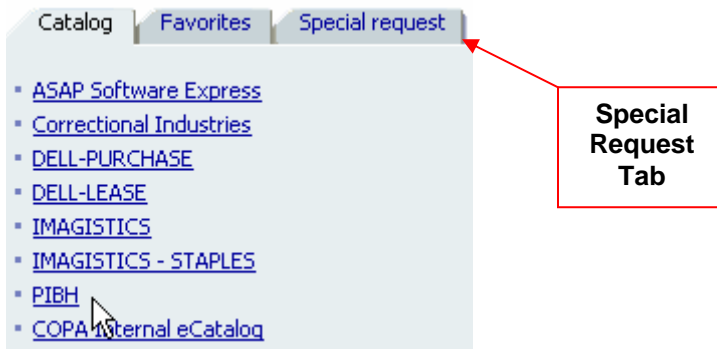 Catalog Favorites Special request
ASAP Software Express
Correctional Industries
DELL-PURCHASE
DELL-LEASE
IMAGISTICS
IMAGISTICS - STAPLES
PIBH
COPA Internal eCatalog
Special
Request
Tab